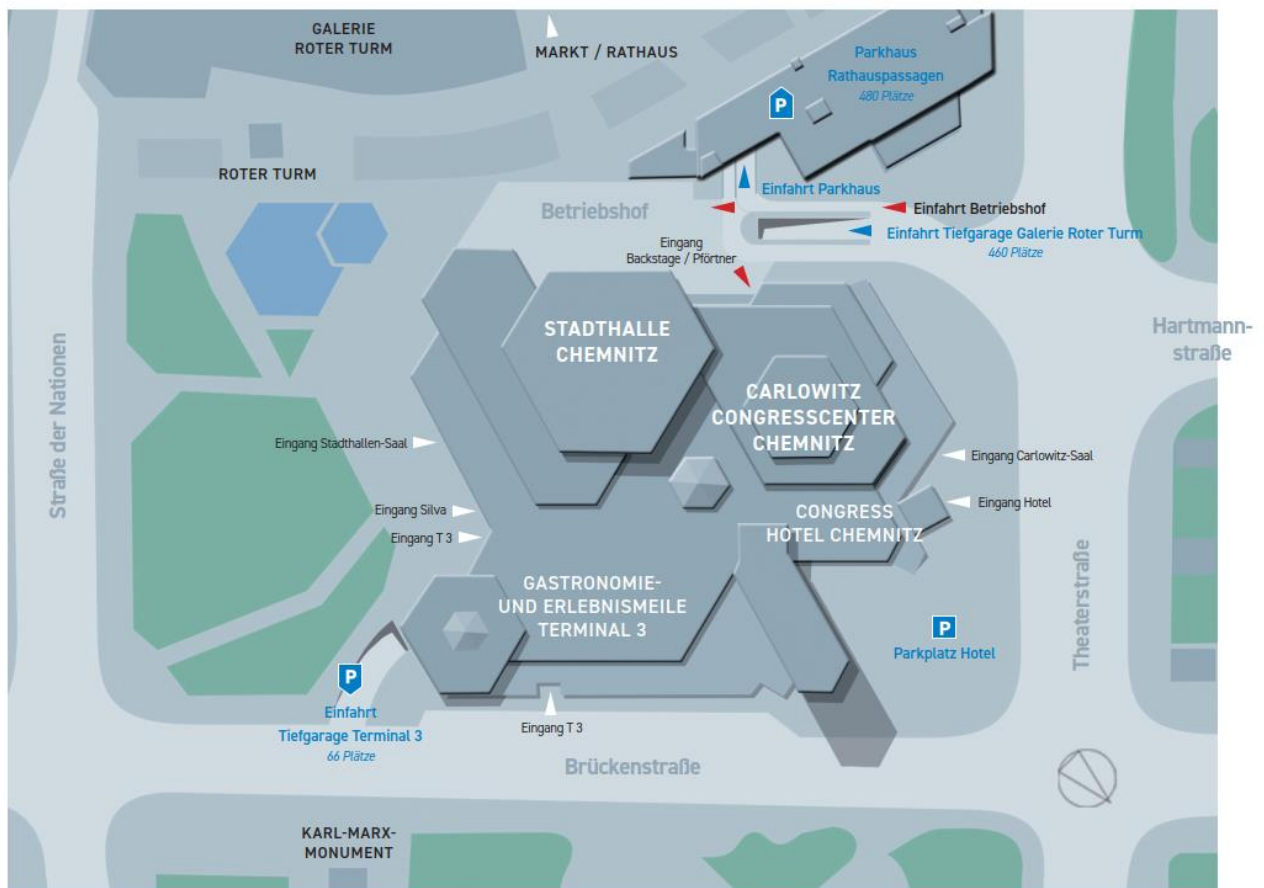 GALERIE
ROTER TURM
MARKT / RATHAUS
Parkhaus
Rathauspassagen
480 Plätze
P
ROTER TURM
Einfahrt Parkhaus
Betriebshof
Einfahrt Betriebshof
Einfahrt Tiefgarage Galerie Roter Turm
460 Plätze
Eingang
Backstage / Pförtner
STADTHALLE
CHEMNITZ
Hartmann-
straße
Straße der Nationen
CARLOWITZ
CONGRESSCENTER
CHEMNITZ
Eingang Stadthallen-Saal
Eingang Carlowitz-Saal
Eingang Silva
Eingang Hotel
CONGRESS
HOTEL CHEMNITZ
Eingang T 3
GASTRONOMIE-
UND ERLEBNISMEILE
TERMINAL 3
Theaterstraße
P
Parkplatz Hotel
P
Einfahrt
Tiefgarage Terminal 3
66 Plätze
Eingang T 3
Brückenstraße
KARL-MARX-
MONUMENT